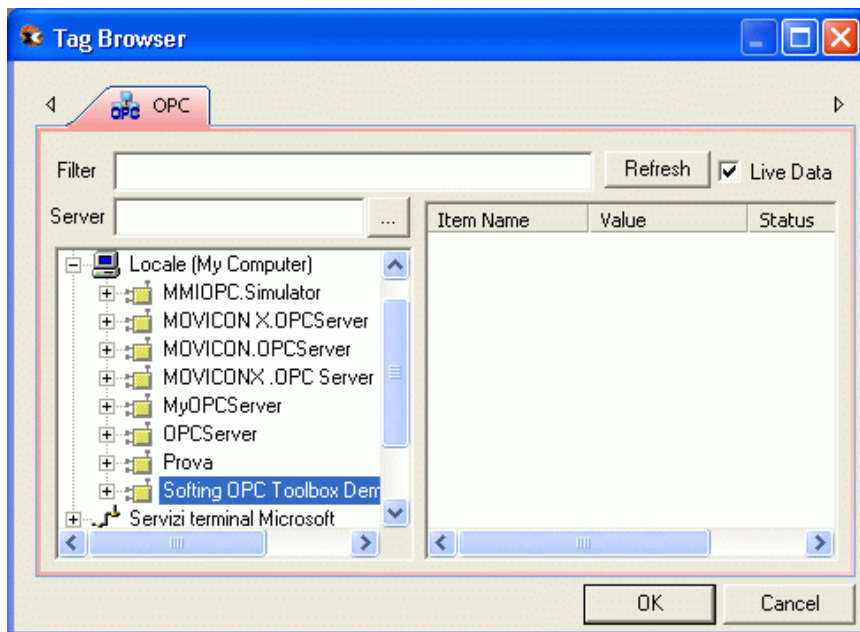 Tag Browser
OPC OPC
Filter Refresh Live Data
Server ... Item Name Value Status
Locale (My Computer)
MMIOPC.Simulator
MOVICON X.OPCServer
MOVICON.OPCServer
MOVICONX .OPC Server
MyOPCServer
OPCServer
Prova
Softing OPC Toolbox Dem
Servizi terminal Microsoft
OK Cancel